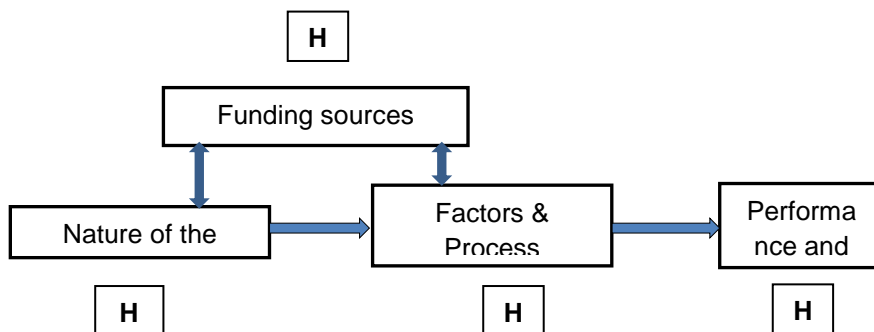 H
Funding sources
Nature of the
Factors &
Process
Performa
nce and
H
H
H